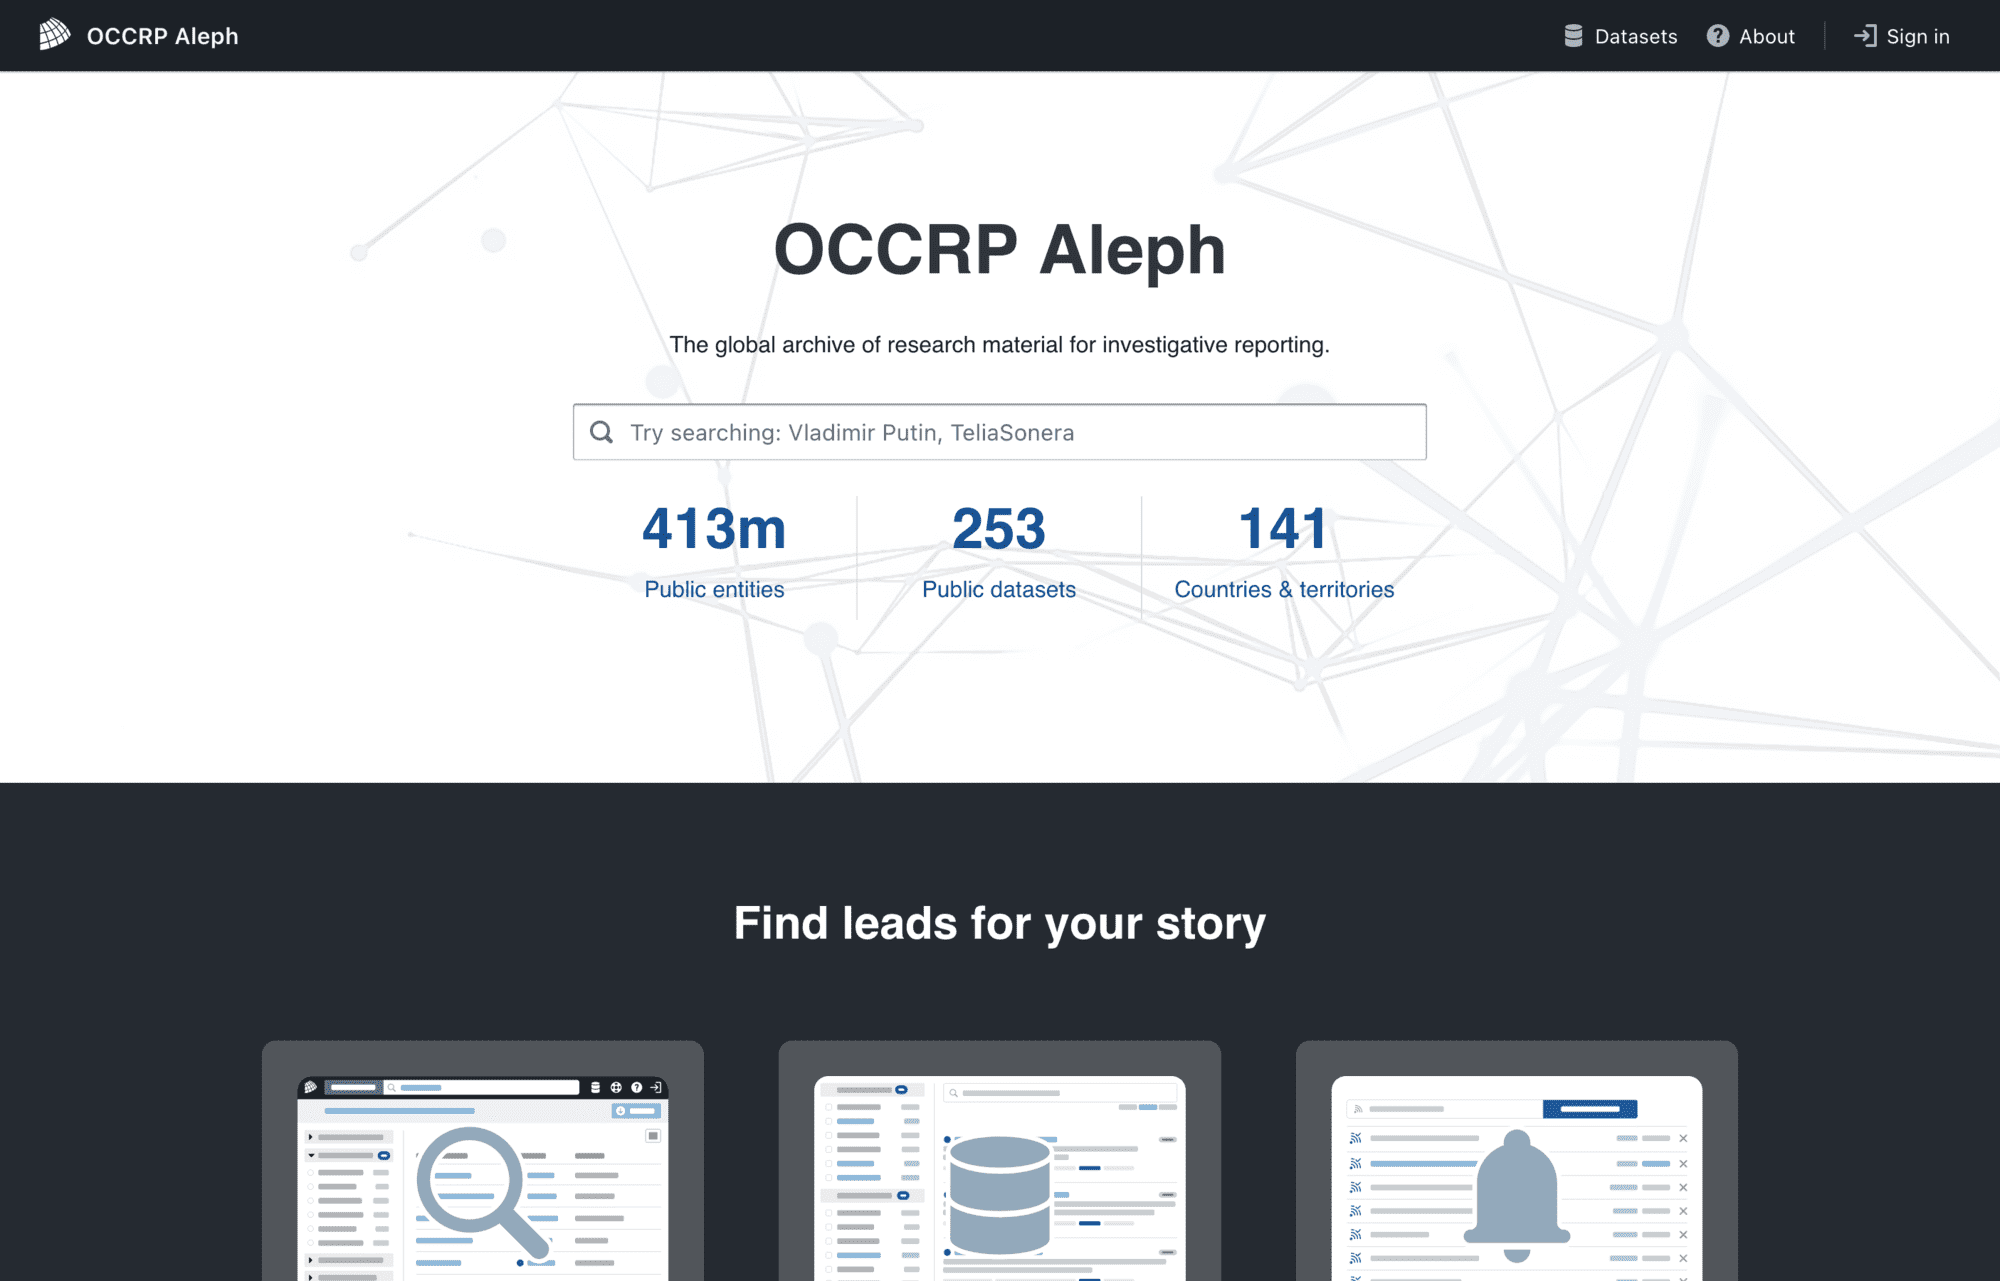 OCCRP Aleph
Datasets
About
Sign in
OCCRP Aleph
The global archive of research material for investigative reporting.
Try searching: Vladimir Putin, TeliaSonera
413m
253
141
Public entities
Public datasets
Countries & territories
Find leads for your story